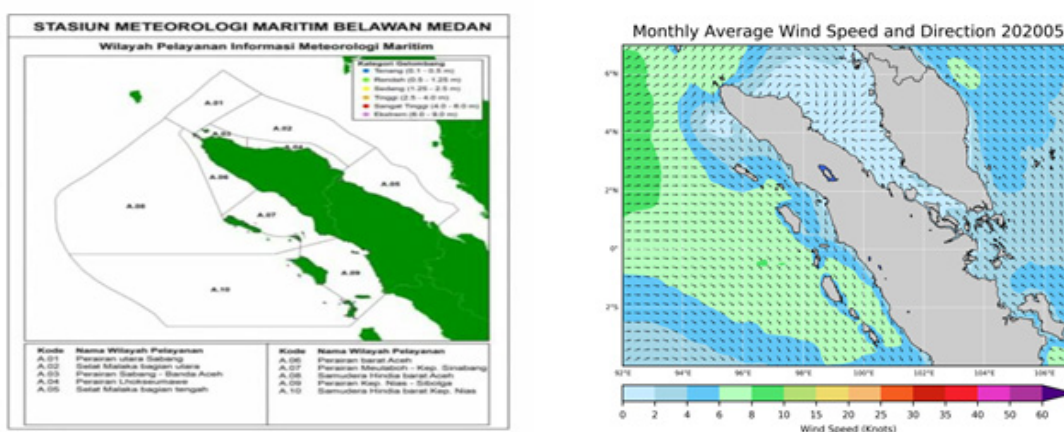 STASIUN METEOROLOGI MARITIM BELAWAN MEDAN
Wilayah Pelayanan Informasi Meteorologi Maritim
Kategori Gelombang
Tenang (0.1 - 0.5 m)
Rendah (0.5 - 1.25 m)
Sedang (1.25 - 2.5 m)
Tinggi (2.5 - 4.0 m)
Sangat Tinggi (4.0 - 6.0 m)
Ekstrem (6.0 - 9.0 m)
A.01
A.02
A.03
A.04
A.05
A.06
A.07
A.08
A.09
A.10
Kode Nama Wilayah Pelayanan
A.01 Perairan utara Sabang
A.02 Selat Malaka bagian utara
A.03 Perairan Sabang - Banda Aceh
A.04 Perairan Lhokseumawe
A.05 Selat Malaka bagian tengah
Kode Nama Wilayah Pelayanan
A.06 Perairan barat Aceh
A.07 Perairan Meulaboh - Kep. Sinabang
A.08 Samudera Hindia barat Aceh
A.09 Perairan Kep. Nias - Sibolga
A.10 Samudera Hindia barat Kep. Nias
Monthly Average Wind Speed and Direction 202005
6°N
4°N
2°N
0°
2°S
92°E 94°E 96°E 98°E 100°E 102°E 104°E 106°E
0 2 4 6 8 10 15 20 25 30 35 40 50 60
Wind Speed (Knots)